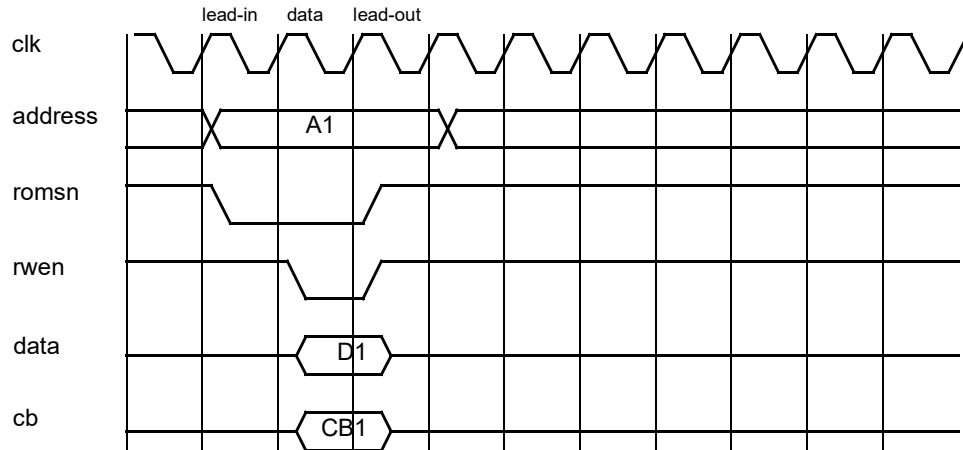 lead-in data lead-out
clk
address A1
romsn
rwen
data D1
cb CB1